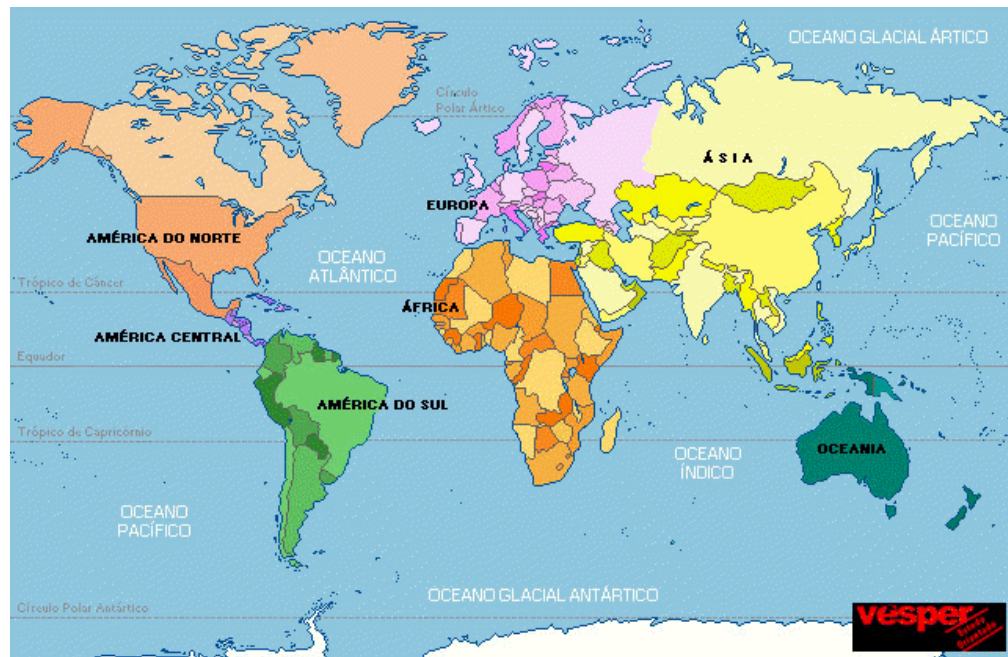 OCEANO GLACIAL ÁRTICO
Círculo
Polar Ártico
ÁSIA
EUROPA
AMÉRICA DO NORTE
OCEANO
PACÍFICO
OCEANO
ATLÂNTICO
Trópico de Câncer
ÁFRICA
AMÉRICA CENTRAL
Equador
AMÉRICA DO SUL
Trópico de Capricórnio
OCEANIA
OCEANO
ÍNDICO
OCEANO
PACÍFICO
OCEANO GLACIAL ANTÁRTICO
Círculo Polar Antártico
vesper
Estudo
Orientado